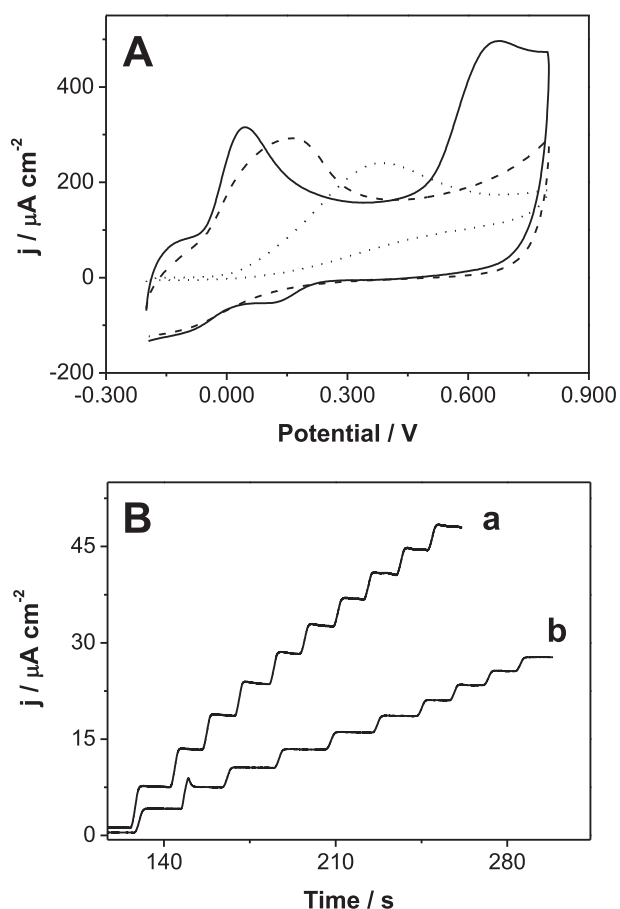 A
400
200
0
-200
j / μA cm-2
-0.300
0.000
0.300
0.600
0.900
Potential / V
B
a
b
45
30
15
0
j / μA cm-2
140
210
280
Time / s